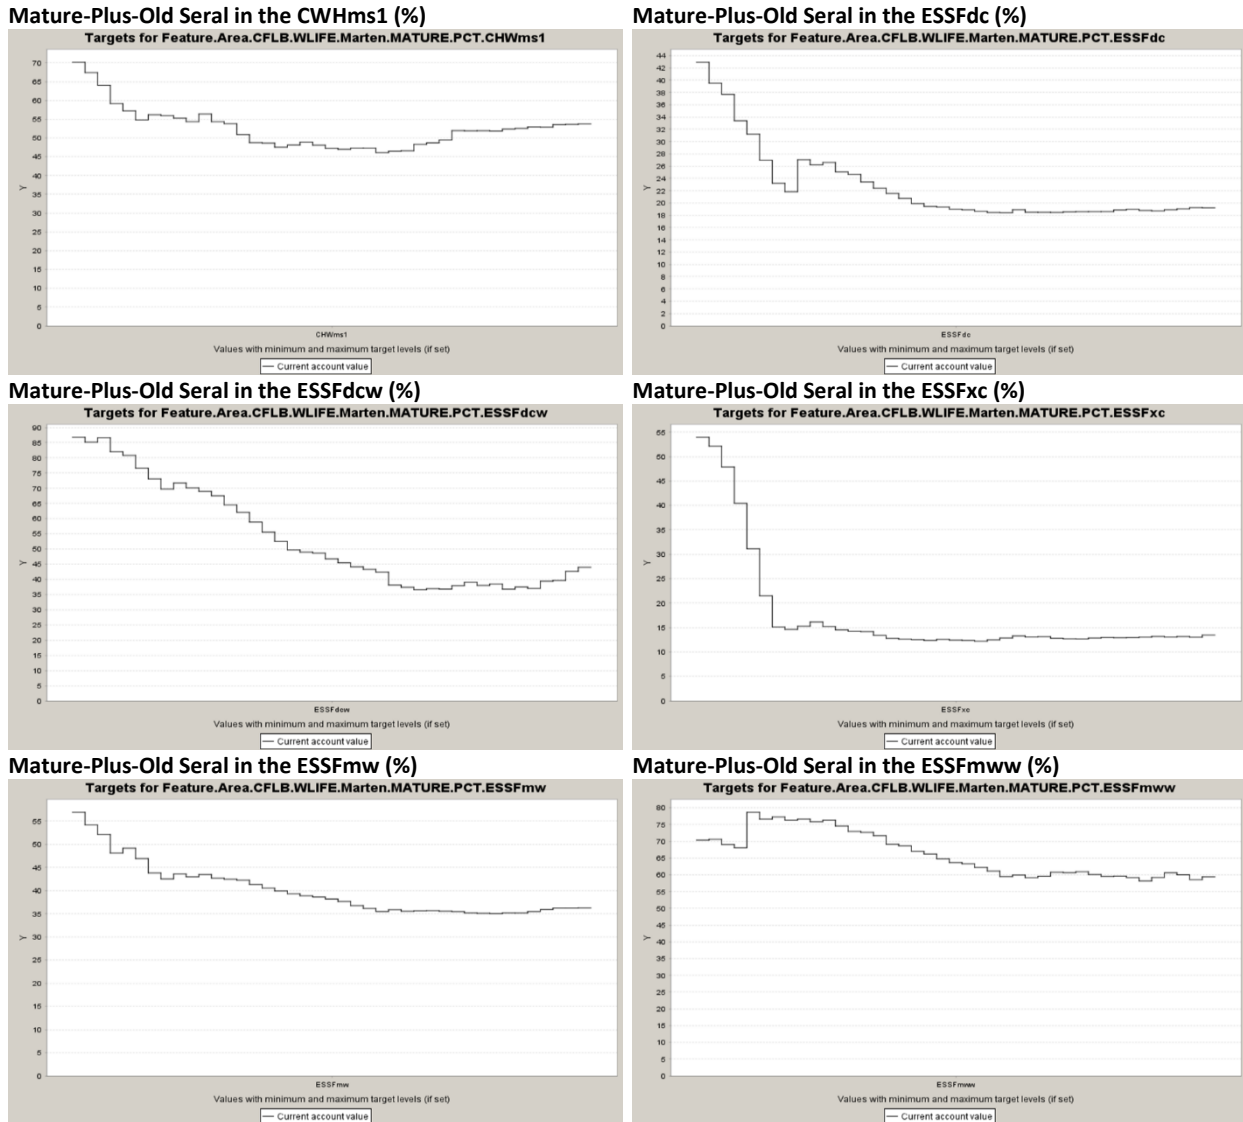 Mature-Plus-Old Seral in the CWHms1 (%)
Targets for Feature.Area.CFLB.WLIFE.Marten.MATURE.PCT.CHWms1
70
65
60
55
50
45
40
35
30
25
20
15
10
5
0
Y
CHWms1
Values with minimum and maximum target levels (if set)
Current account value
Mature-Plus-Old Seral in the ESSFdc (%)
Targets for Feature.Area.CFLB.WLIFE.Marten.MATURE.PCT.ESSFdc
44
42
40
38
36
34
32
30
28
26
24
22
20
18
16
14
12
10
8
6
4
2
0
Y
ESSFdc
Values with minimum and maximum target levels (if set)
Current account value
Mature-Plus-Old Seral in the ESSFdcw (%)
Targets for Feature.Area.CFLB.WLIFE.Marten.MATURE.PCT.ESSFdcw
90
85
80
75
70
65
60
55
50
45
40
35
30
25
20
15
10
5
0
Y
ESSFdcw
Values with minimum and maximum target levels (if set)
Current account value
Mature-Plus-Old Seral in the ESSFxc (%)
Targets for Feature.Area.CFLB.WLIFE.Marten.MATURE.PCT.ESSFxc
55
50
45
40
35
30
25
20
15
10
5
0
Y
ESSFxc
Values with minimum and maximum target levels (if set)
Current account value
Mature-Plus-Old Seral in the ESSFmw (%)
Targets for Feature.Area.CFLB.WLIFE.Marten.MATURE.PCT.ESSFmw
55
50
45
40
35
30
25
20
15
10
5
0
Y
ESSFmw
Values with minimum and maximum target levels (if set)
Current account value
Mature-Plus-Old Seral in the ESSFmww (%)
Targets for Feature.Area.CFLB.WLIFE.Marten.MATURE.PCT.ESSFmww
80
75
70
65
60
55
50
45
40
35
30
25
20
15
10
5
0
Y
ESSFmww
Values with minimum and maximum target levels (if set)
Current account value